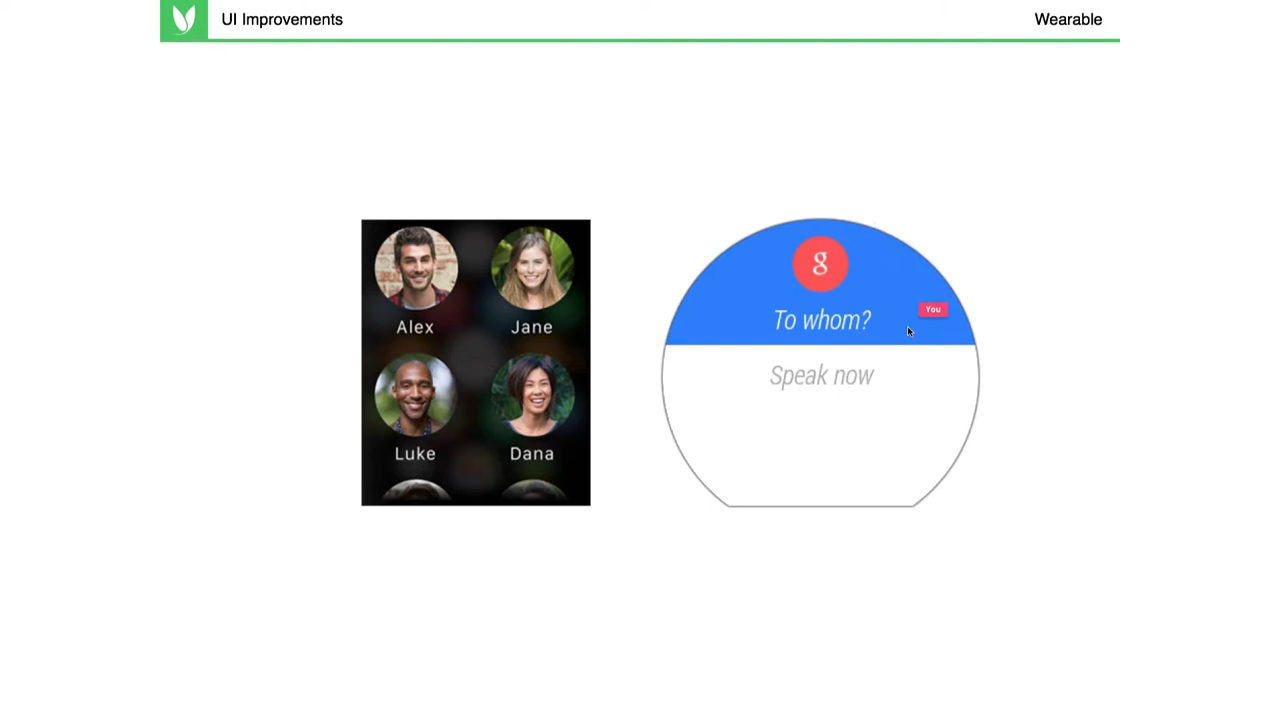 UI Improvements
Wearable
Alex
Jane
Luke
Dana
g
To whom?
You
Speak now